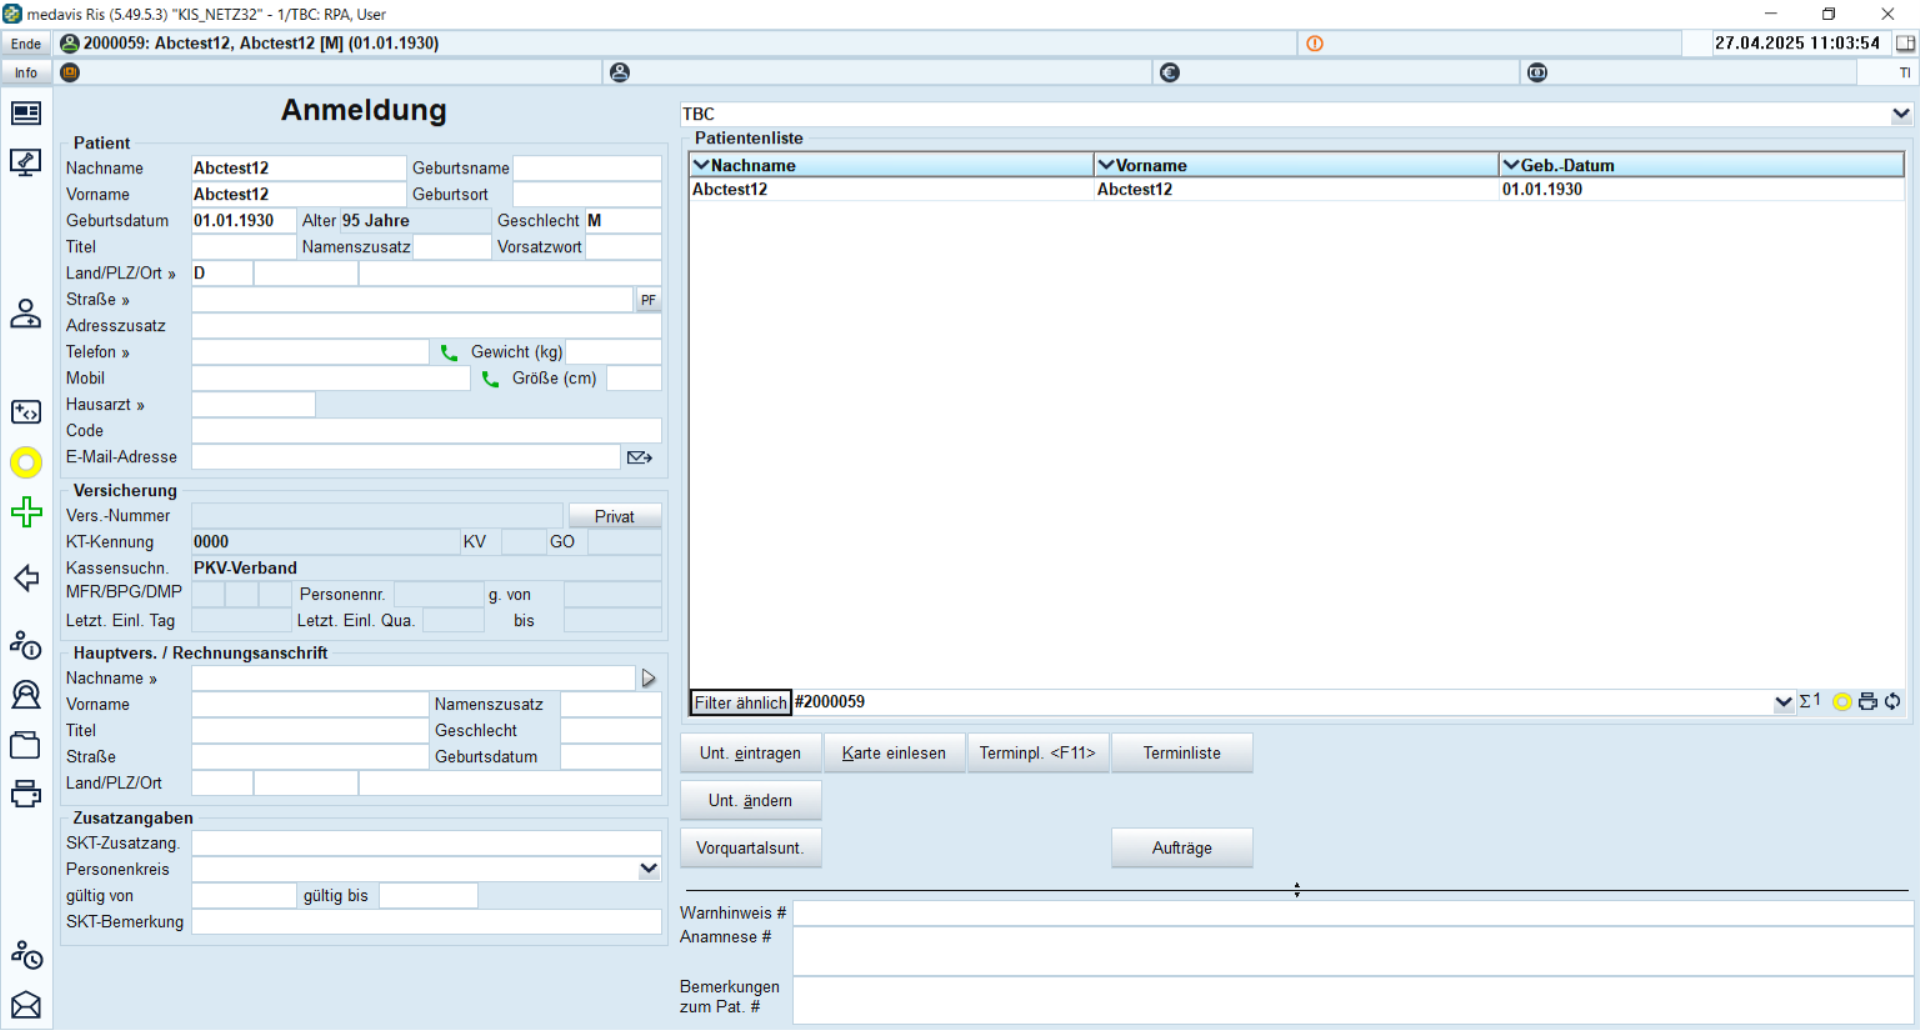 medavis Ris (5.49.5.3) "KIS_NETZ32" - 1/TBC: RPA, User
Ende
2000059: Abctest12, Abctest12 [M] (01.01.1930)
27.04.2025 11:03:54
Info
TI
Anmeldung
Patient
Nachname Abctest12 Geburtsname
Vorname Abctest12 Geburtsort
Geburtsdatum 01.01.1930 Alter 95 Jahre Geschlecht M
Titel Namenszusatz Vorsatzwort
Land/PLZ/Ort » D
Straße » PF
Adresszusatz
Telefon » Gewicht (kg)
Mobil Größe (cm)
Hausarzt »
Code
E-Mail-Adresse
Versicherung
Vers.-Nummer Privat
KT-Kennung 0000 KV GO
Kassensuchn. PKV-Verband
MFR/BPG/DMP Personennr. g. von
Letzt. Einl. Tag Letzt. Einl. Qua. bis
Hauptvers. / Rechnungsanschrift
Nachname »
Vorname Namenszusatz
Titel Geschlecht
Straße Geburtsdatum
Land/PLZ/Ort
Zusatzangaben
SKT-Zusatzang.
Personenkreis
gültig von gültig bis
SKT-Bemerkung
TBC
Patientenliste
Nachname Vorname Geb.-Datum
Abctest12 Abctest12 01.01.1930
Filter ähnlich #2000059 Σ 1
Unt. eintragen Karte einlesen Terminpl. <F11> Terminliste
Unt. ändern
Vorquartalsunt. Aufträge
Warnhinweis #
Anamnese #
Bemerkungen
zum Pat. #